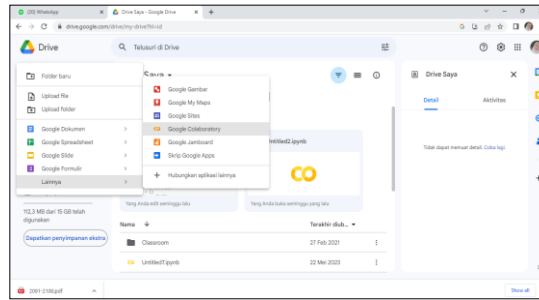 (20) WhatsApp
Drive Saya - Google Drive
drive.google.com/drive/my-drive?hl=id
Drive
Telusuri di Drive
Folder baru
Upload File
Upload folder
Google Dokumen
Google Spreadsheet
Google Slide
Google Formulir
Lainnya
Saya
Google Gambar
Google My Maps
Google Sites
Google Colaboratory
Google Jamboard
Skrip Google Apps
Hubungkan aplikasi lainnya
Untitled2.ipynb
Yang Anda edit seminggu lalu
Yang Anda buka seminggu yang lalu
112,3 MB dari 15 GB telah
digunakan
Dapatkan penyimpanan ekstra
Nama
Terakhir diub...
Classroom
27 Feb 2021
Untitled7.ipynb
22 Mei 2023
Drive Saya
Detail
Aktivitas
Tidak dapat memuat detail. Coba lagi.
2001-2100.pdf
Show all